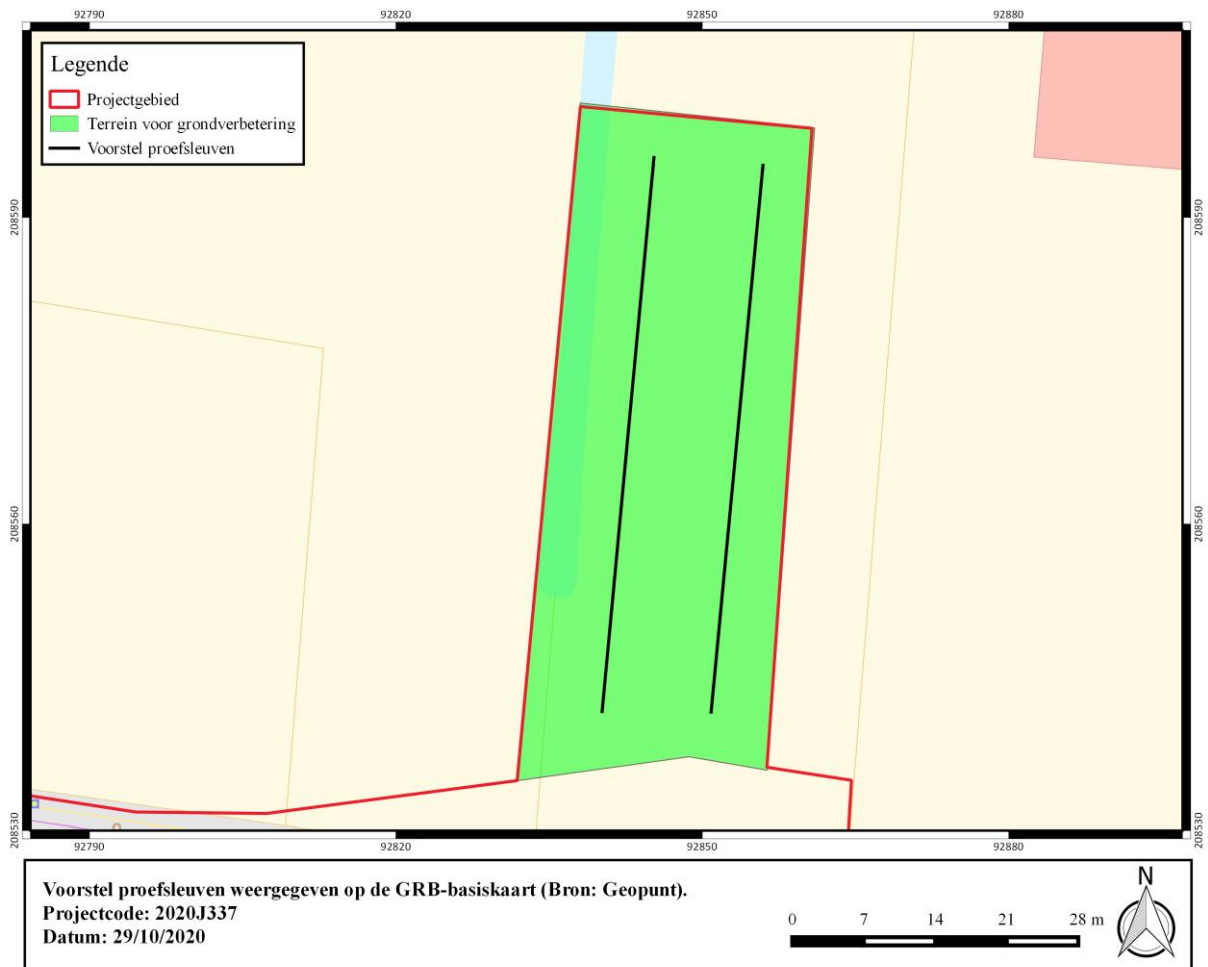 92790 92820 92850 92880
Legende
Projectgebied
Terrein voor grondverbetering
Voorstel proefsleuven
208590 208590
208560 208560
208530 208530
92790 92820 92850 92880
Voorstel proefsleuven weergegeven op de GRB-basiskaart (Bron: Geopunt).
Projectcode: 2020J337
Datum: 29/10/2020
0 7 14 21 28 m
N